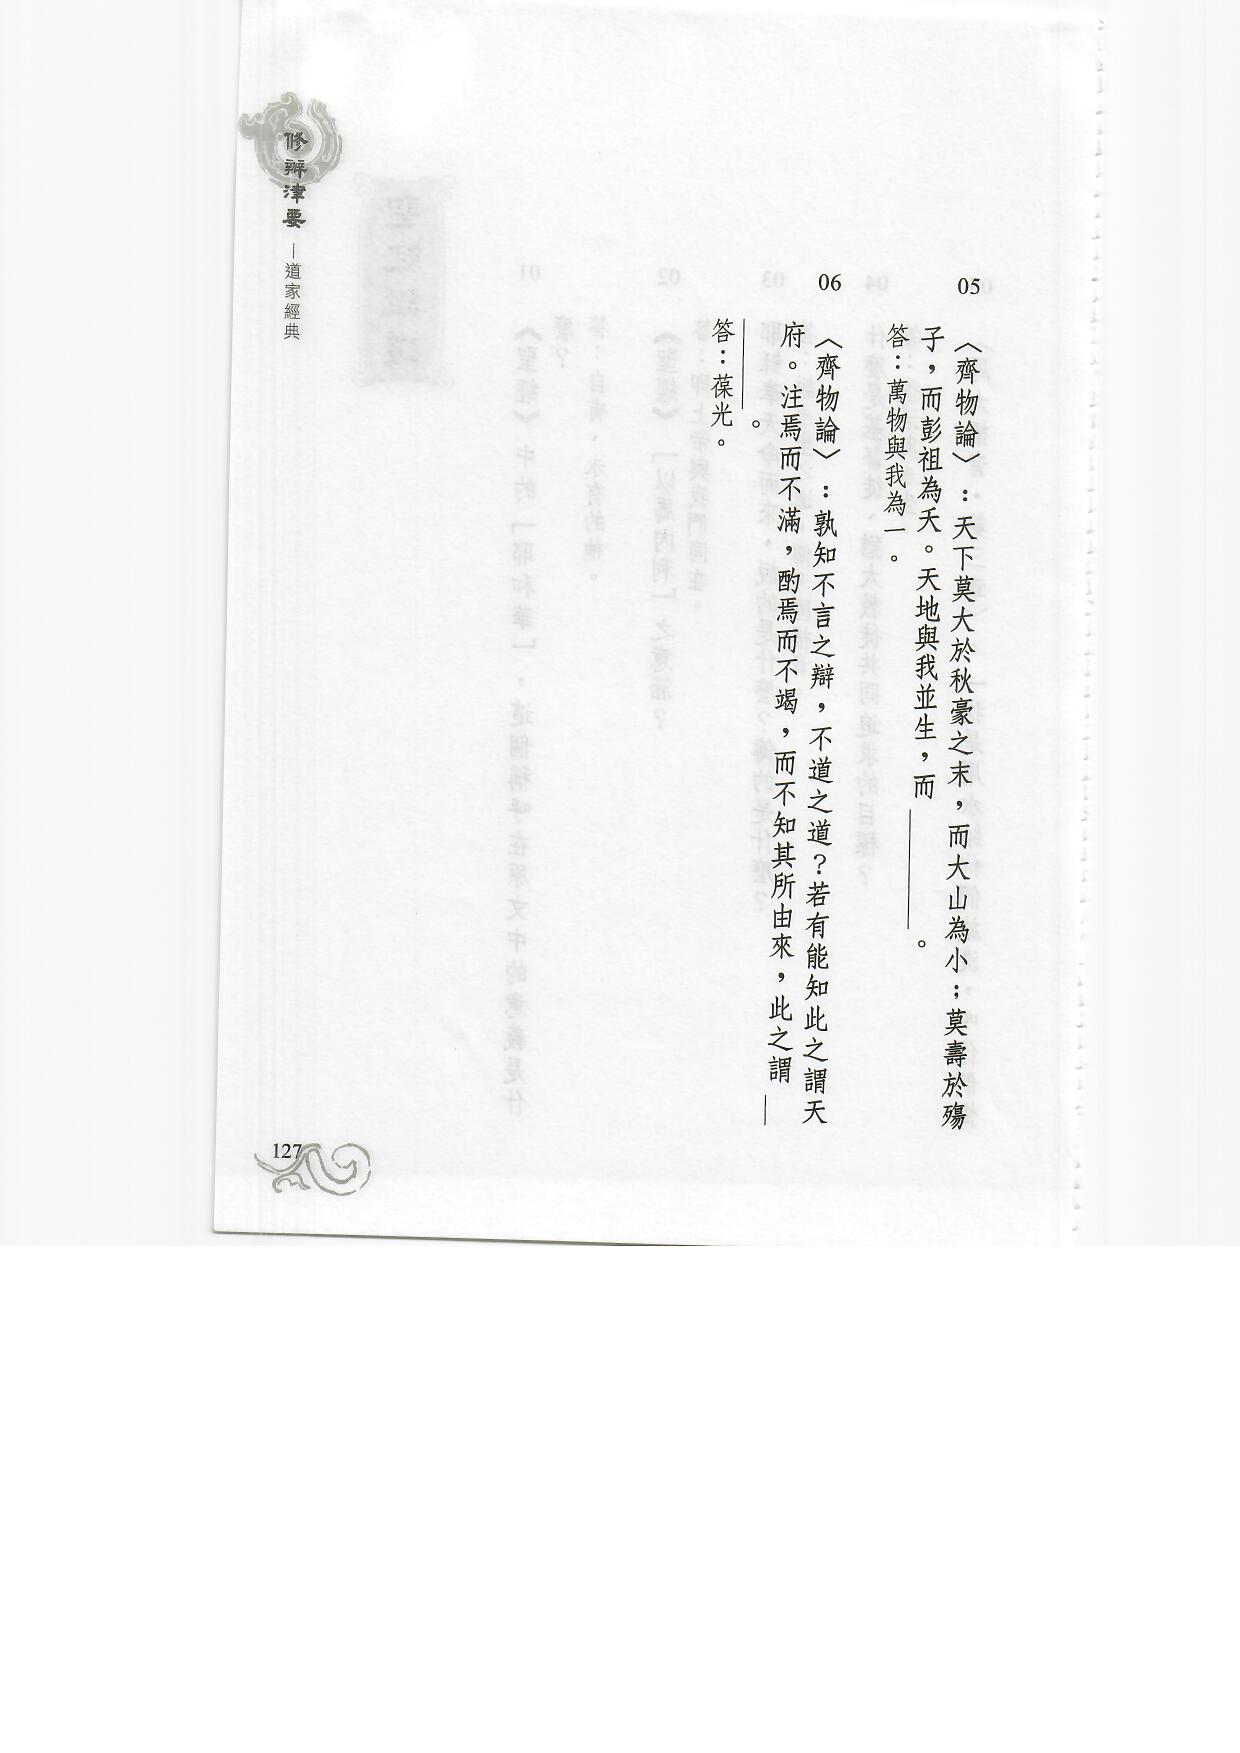 05
〈齊物論〉：天下莫大於秋豪之末，而大山為小；莫壽於殤
子，而彭祖為夭。天地與我並生，而＿＿＿＿。
答：萬物與我為一。
06
〈齊物論〉：孰知不言之辯，不道之道？若有能知此之謂天
府。注焉而不滿，酌焉而不竭，而不知其所由來，此之謂＿
＿＿＿。
答：葆光。
修辦津要
—道家經典
127